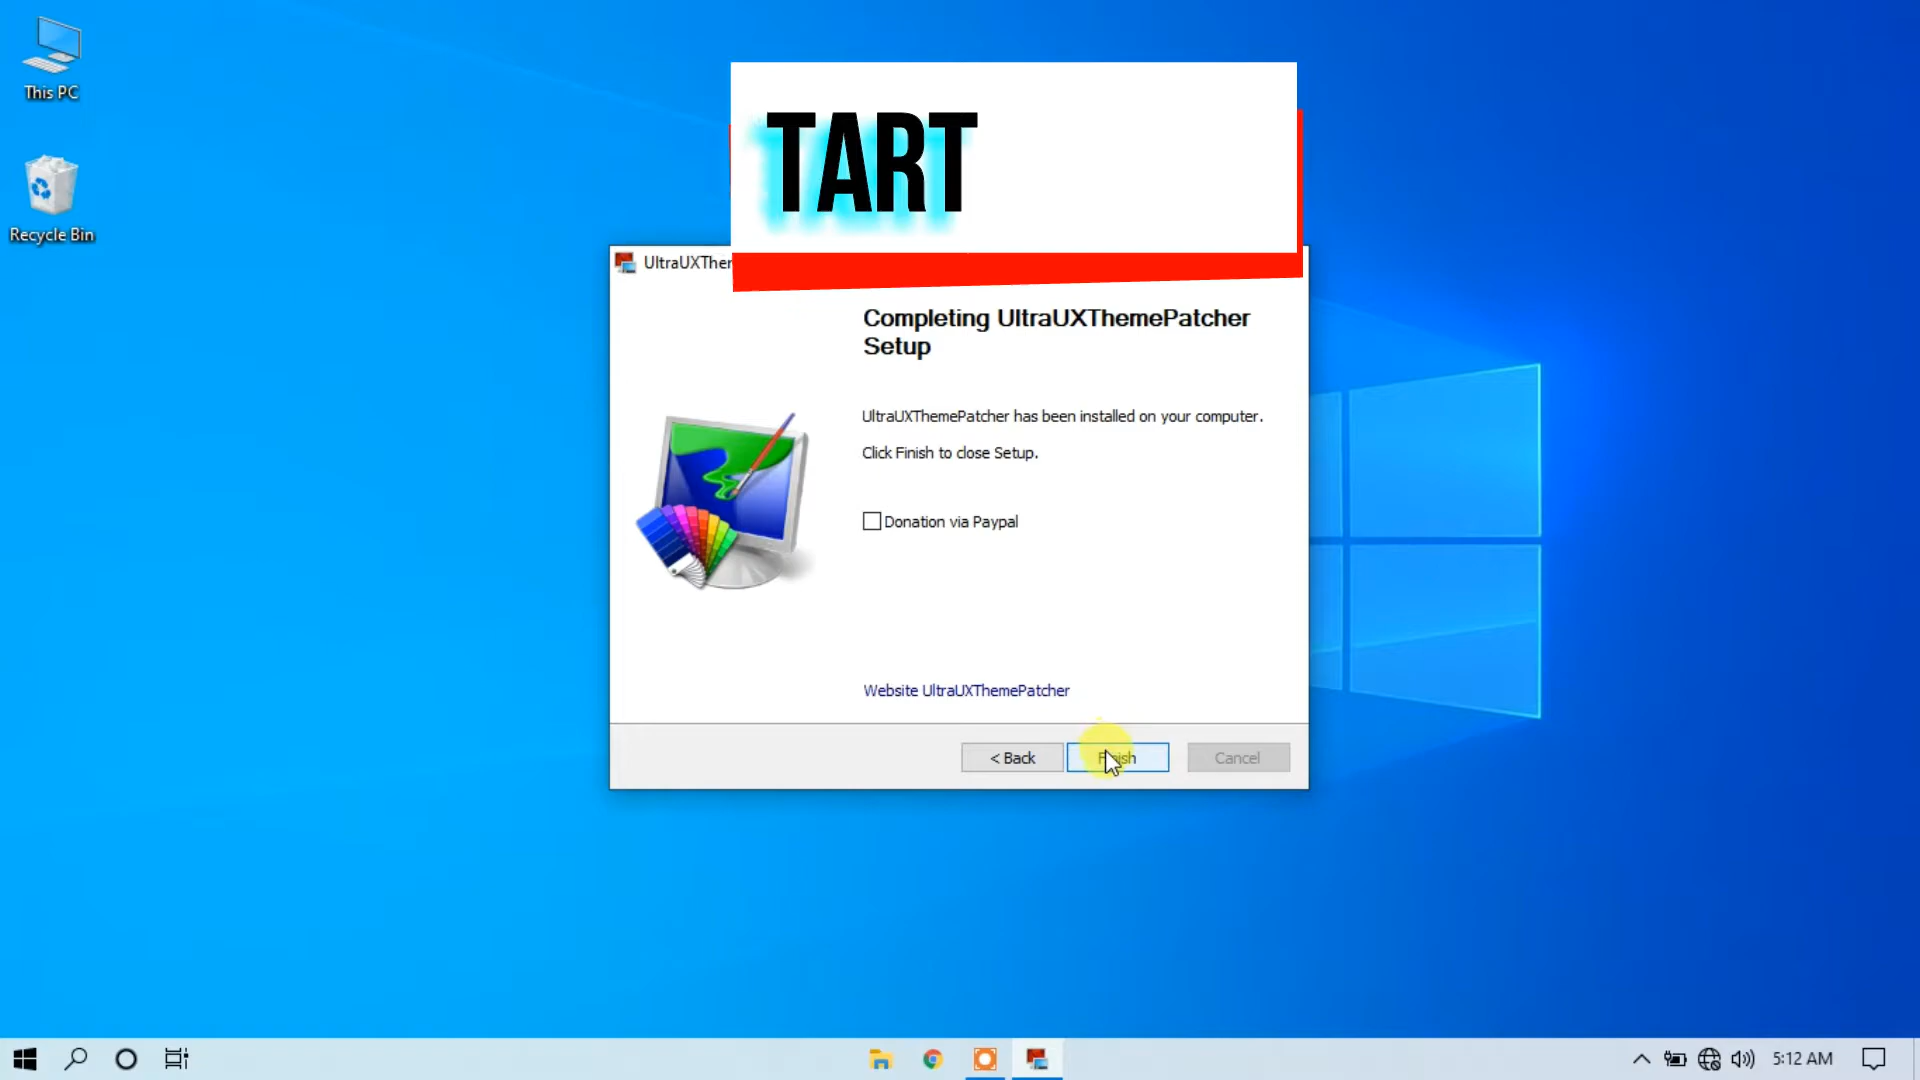 This PC
Recycle Bin
TART
UltraUXTher
Completing UltraUXThemePatcher
Setup
UltraUXThemePatcher has been installed on your computer.
Click Finish to close Setup.
Donation via Paypal
Website UltraUXThemePatcher
< Back
Finish
Cancel
5:12 AM